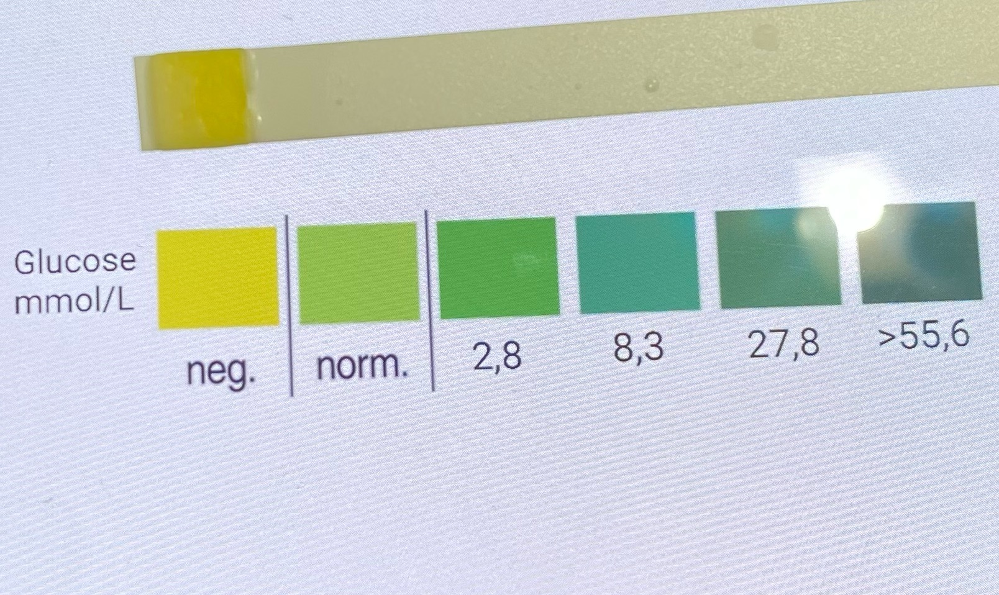 Glucose
mmol/L
neg.
norm.
2,8
8,3
27,8
>55,6